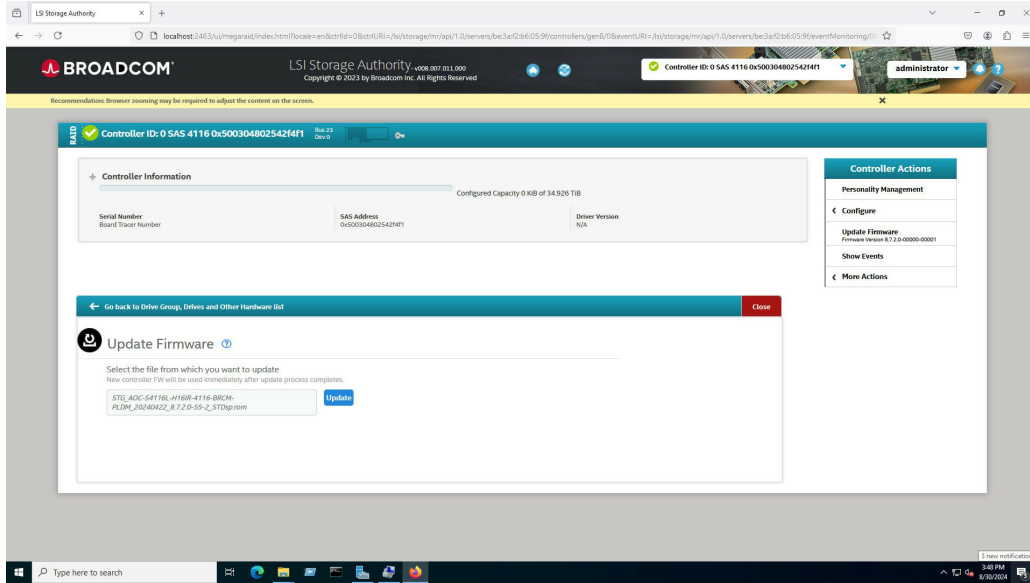 LSI Storage Authority
localhost:2463/ui/megaraid/index.html?locale=en&ctrlId=0&ctrlURI=/lsi/storage/mr/api/1.0/servers/be:3a:f2:b6:05:9f/controllers/gen8/0&eventURI=/lsi/storage/mr/api/1.0/servers/be:3a:f2:b6:05:9f/eventMonitoring/0
BROADCOM®
LSI Storage Authority- v008.007.011.000
Copyright © 2023 by Broadcom Inc. All Rights Reserved
Controller ID: 0 SAS 4116 0x500304802542f4f1
administrator
Recommendation: Browser zooming may be required to adjust the content on the screen.
RAID
Controller ID: 0 SAS 4116 0x500304802542f4f1
Bus 23
Dev 0
Controller Information
Configured Capacity 0 KiB of 34.926 TiB
Serial Number
Board Tracer Number
SAS Address
0x500304802542f4f1
Driver Version
N/A
Controller Actions
Personality Management
Configure
Update Firmware
Firmware Version 8.7.2.0-00000-00001
Show Events
More Actions
Go back to Drive Group, Drives and Other Hardware list
Close
Update Firmware
Select the file from which you want to update
New controller FW will be used immediately after update process completes.
STG_AOC-S4116L-H16iR-4116-BRCM-
PLDM_20240422_8.7.2.0-55-2_STDsp.rom
Update
3 new notification
Type here to search
3:48 PM
8/30/2024